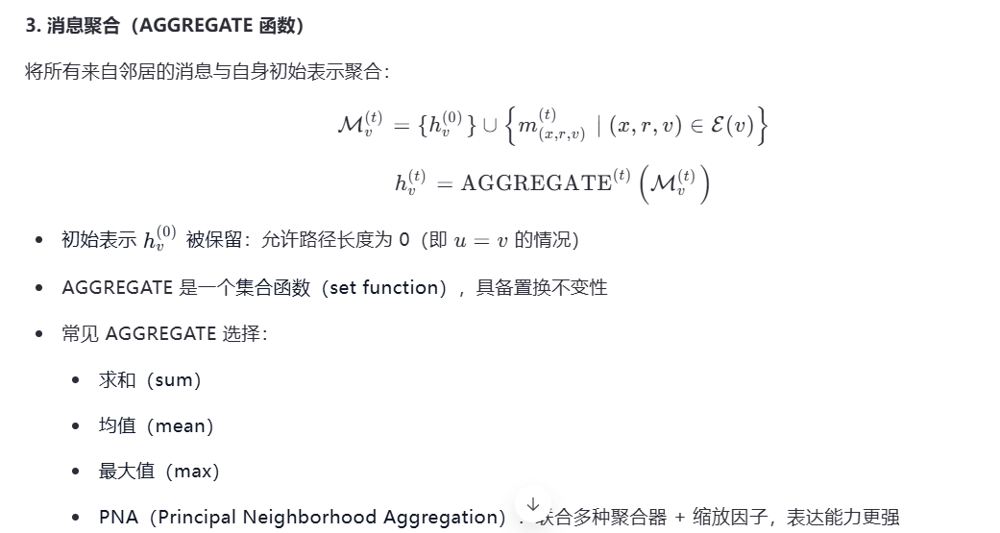 3. 消息聚合（AGGREGATE 函数）
将所有来自邻居的消息与自身初始表示聚合：
$\mathcal{M}_v^{(t)} = \{h_v^{(0)}\} \cup \left\{ m_{(x,r,v)}^{(t)} \mid (x,r,v) \in \mathcal{E}(v) \right\}$
$h_v^{(t)} = \text{AGGREGATE}^{(t)} \left( \mathcal{M}_v^{(t)} \right)$
• 初始表示 $h_v^{(0)}$ 被保留：允许路径长度为 0（即 $u = v$ 的情况）
• AGGREGATE 是一个集合函数（set function），具备置换不变性
• 常见 AGGREGATE 选择：
• 求和（sum）
• 均值（mean）
• 最大值（max）
• PNA（Principal Neighborhood Aggregation） 合多种聚合器 + 缩放因子，表达能力更强